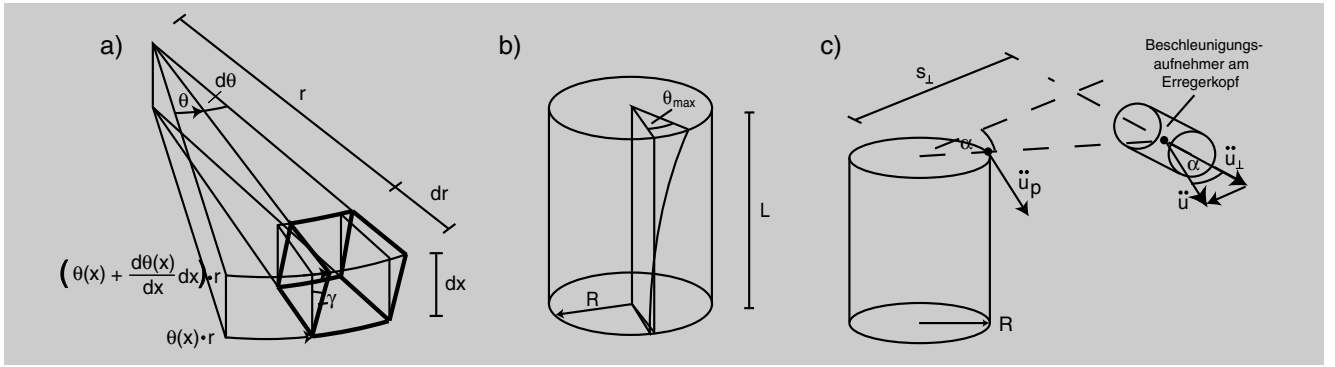 a)
r
dθ
θ
dr
(θ(x) + dθ(x)/dx dx)•r
dx
γ
θ(x)•r
b)
θmax
L
R
c)
s⊥
Beschleunigungs-
aufnehmer am
Erregerkopf
α
üp
α
ü⊥
ü
R